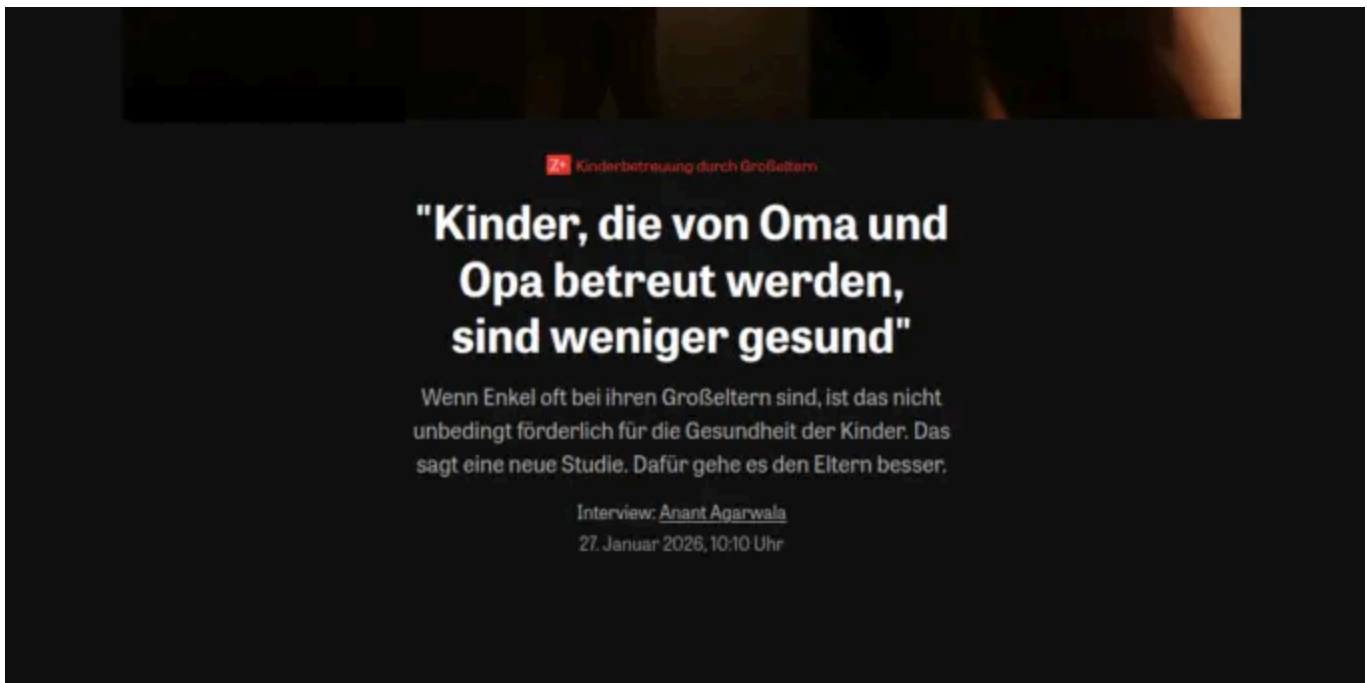 Z+ Kinderbetreuung durch Großeltern
"Kinder, die von Oma und
Opa betreut werden,
sind weniger gesund"
Wenn Enkel oft bei ihren Großeltern sind, ist das nicht
unbedingt förderlich für die Gesundheit der Kinder. Das
sagt eine neue Studie. Dafür gehe es den Eltern besser.
Interview: Anant Agarwala
27. Januar 2026, 10:10 Uhr